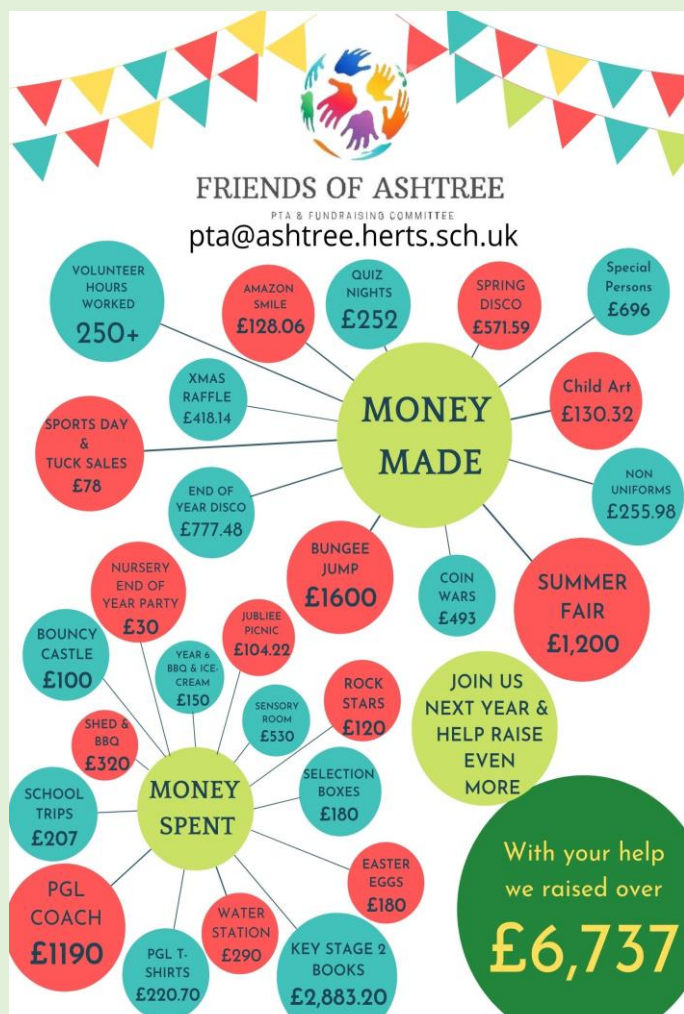 FRIENDS OF ASHTREE
PTA & FUNDRAISING COMMITTEE
pta@ashtree.herts.sch.uk
VOLUNTEER
HOURS
WORKED
250+
AMAZON
SMILE
£128.06
QUIZ
NIGHTS
£252
SPRING
DISCO
£571.59
Special
Persons
£696
XMAS
RAFFLE
£418.14
MONEY
MADE
Child Art
£130.32
SPORTS DAY
&
TUCK SALES
£78
END OF
YEAR DISCO
£777.48
NON
UNIFORMS
£255.98
BUNGEE
JUMP
£1600
COIN
WARS
£493
SUMMER
FAIR
£1,200
NURSERY
END OF
YEAR PARTY
£30
JUBLIEE
PICNIC
£104.22
BOUNCY
CASTLE
£100
YEAR 6
BBQ & ICE-
CREAM
£150
SENSORY
ROOM
£530
ROCK
STARS
£120
SHED &
BBQ
£320
MONEY
SPENT
SELECTION
BOXES
£180
SCHOOL
TRIPS
£207
EASTER
EGGS
£180
PGL
COACH
£1190
PGL T-
SHIRTS
£220.70
WATER
STATION
£290
KEY STAGE 2
BOOKS
£2,883.20
JOIN US
NEXT YEAR &
HELP RAISE
EVEN
MORE
With your help
we raised over
£6,737